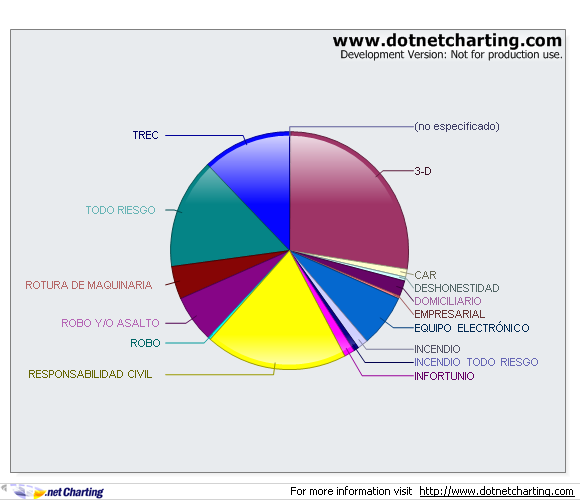 www.dotnetcharting.com
Development Version: Not for production use.
(no especificado)
TREC
3-D
TODO RIESGO
CAR
ROTURA DE MAQUINARIA
DESHONESTIDAD
DOMICILIARIO
EMPRESARIAL
ROBO Y/O ASALTO
EQUIPO ELECTRÓNICO
ROBO
INCENDIO
INCENDIO TODO RIESGO
RESPONSABILIDAD CIVIL
INFORTUNIO
.net Charting
For more information visit http://www.dotnetcharting.com